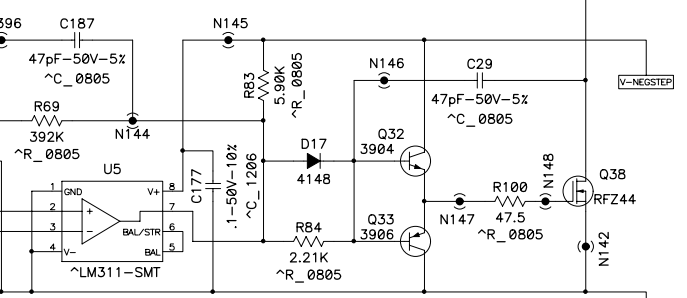 396
C187
47pF-50V-5%
^C_0805
N145
R83
5.90K
^R_0805
N146
C29
47pF-50V-5%
^C_0805
V-NEGSTEP
R69
392K
^R_0805
N144
D17
4148
Q32
3904
U5
C177
.1-50V-10%
^C_1206
1 GND
V+ 8
2 +
7
3 -
BAL/STR 6
4 V-
BAL 5
^LM311-SMT
R84
2.21K
^R_0805
Q33
3906
N147
R100
47.5
^R_0805
N148
Q38
RFZ44
N142